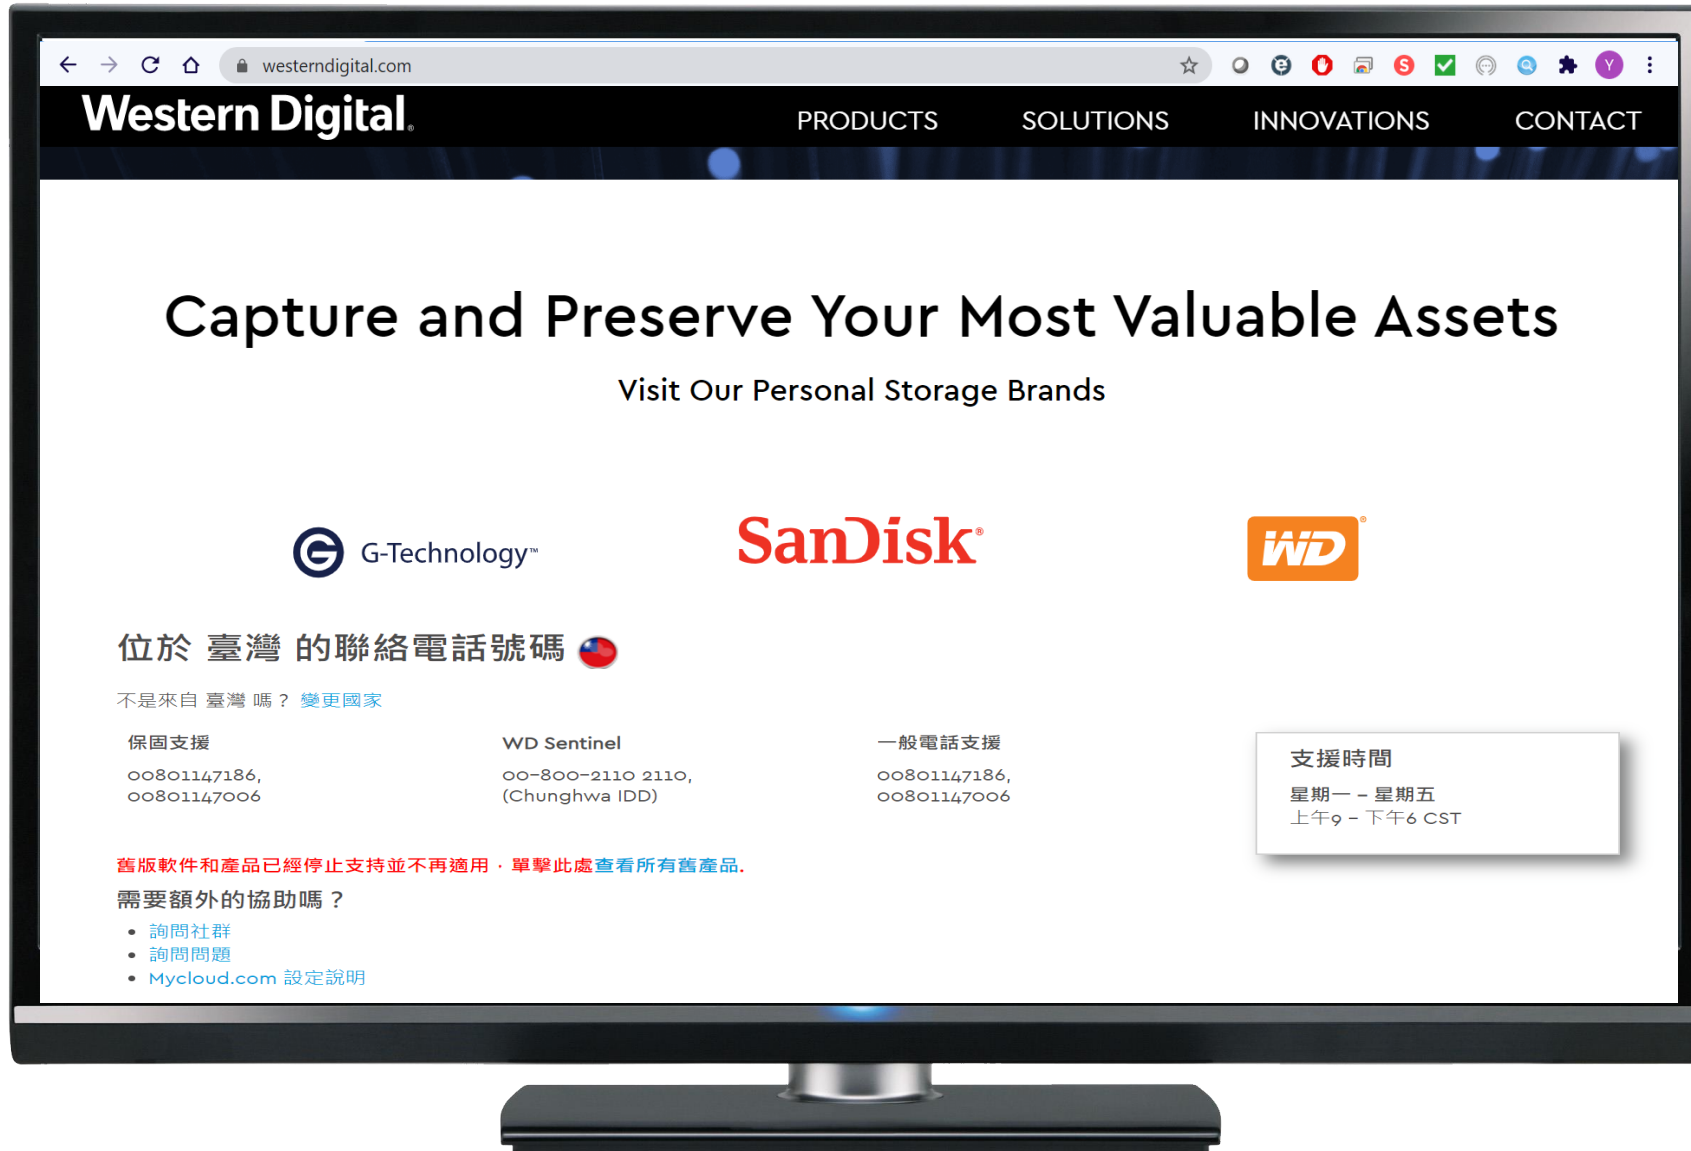 westerndigital.com
Western Digital®
PRODUCTS SOLUTIONS INNOVATIONS CONTACT
Capture and Preserve Your Most Valuable Assets
Visit Our Personal Storage Brands
G G-Technology™
SanDisk®
WD®
位於 臺灣 的聯絡電話號碼
不是來自 臺灣 嗎? 變更國家
保固支援
00801147186,
00801147006
WD Sentinel
00-800-2110 2110,
(Chunghwa IDD)
一般電話支援
00801147186,
00801147006
支援時間
星期一 – 星期五
上午9 – 下午6 CST
舊版軟件和產品已經停止支持並不再適用，單擊此處查看所有舊產品.
需要額外的協助嗎?
• 詢問社群
• 詢問問題
• Mycloud.com 設定說明
S
Y